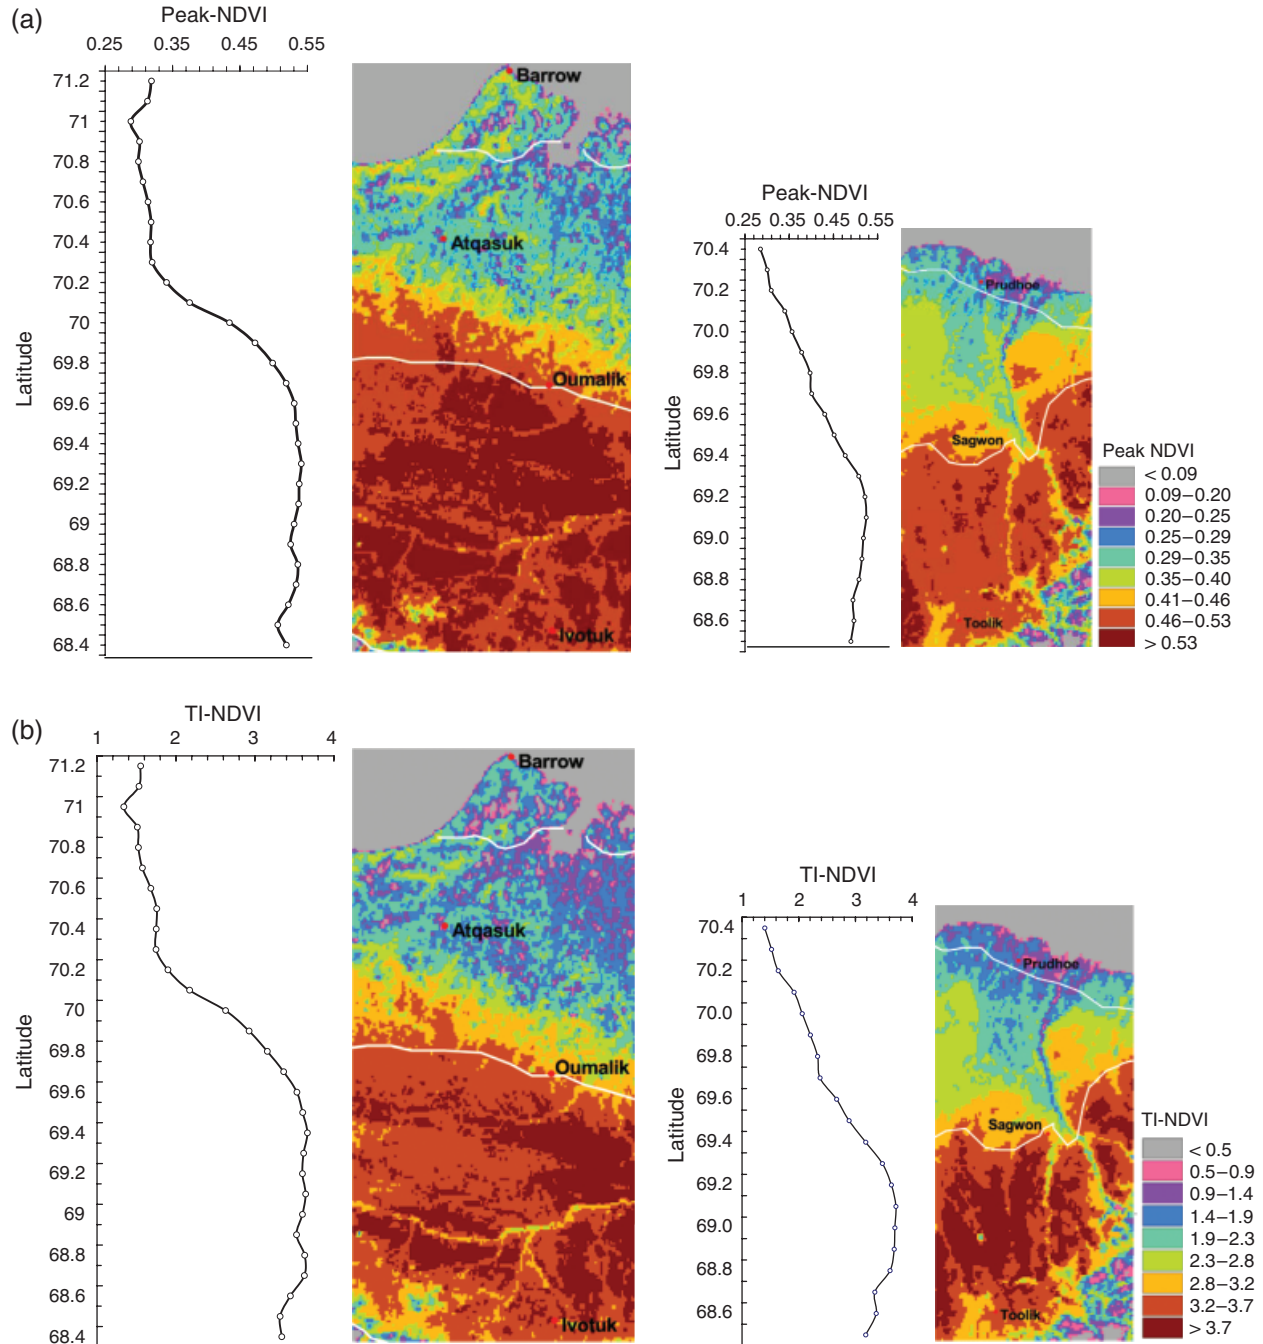 (a)
Peak-NDVI
0.25 0.35 0.45 0.55
71.2
71
70.8
70.6
70.4
70.2
70
69.8
69.6
69.4
69.2
69
68.8
68.6
68.4
Latitude
Barrow
Atqasuk
Oumalik
Ivotuk
Peak-NDVI
0.25 0.35 0.45 0.55
70.4
70.2
70.0
69.8
69.6
69.4
69.2
69.0
68.8
68.6
Latitude
Prudhoe
Sagwon
Toolik
Peak NDVI
< 0.09
0.09–0.20
0.20–0.25
0.25–0.29
0.29–0.35
0.35–0.40
0.41–0.46
0.46–0.53
> 0.53
(b)
TI-NDVI
1 2 3 4
71.2
71
70.8
70.6
70.4
70.2
70
69.8
69.6
69.4
69.2
69
68.8
68.6
68.4
Latitude
Barrow
Atqasuk
Oumalik
Ivotuk
TI-NDVI
1 2 3 4
70.4
70.2
70.0
69.8
69.6
69.4
69.2
69.0
68.8
68.6
Latitude
Prudhoe
Sagwon
Toolik
TI-NDVI
< 0.5
0.5–0.9
0.9–1.4
1.4–1.9
1.9–2.3
2.3–2.8
2.8–3.2
3.2–3.7
> 3.7